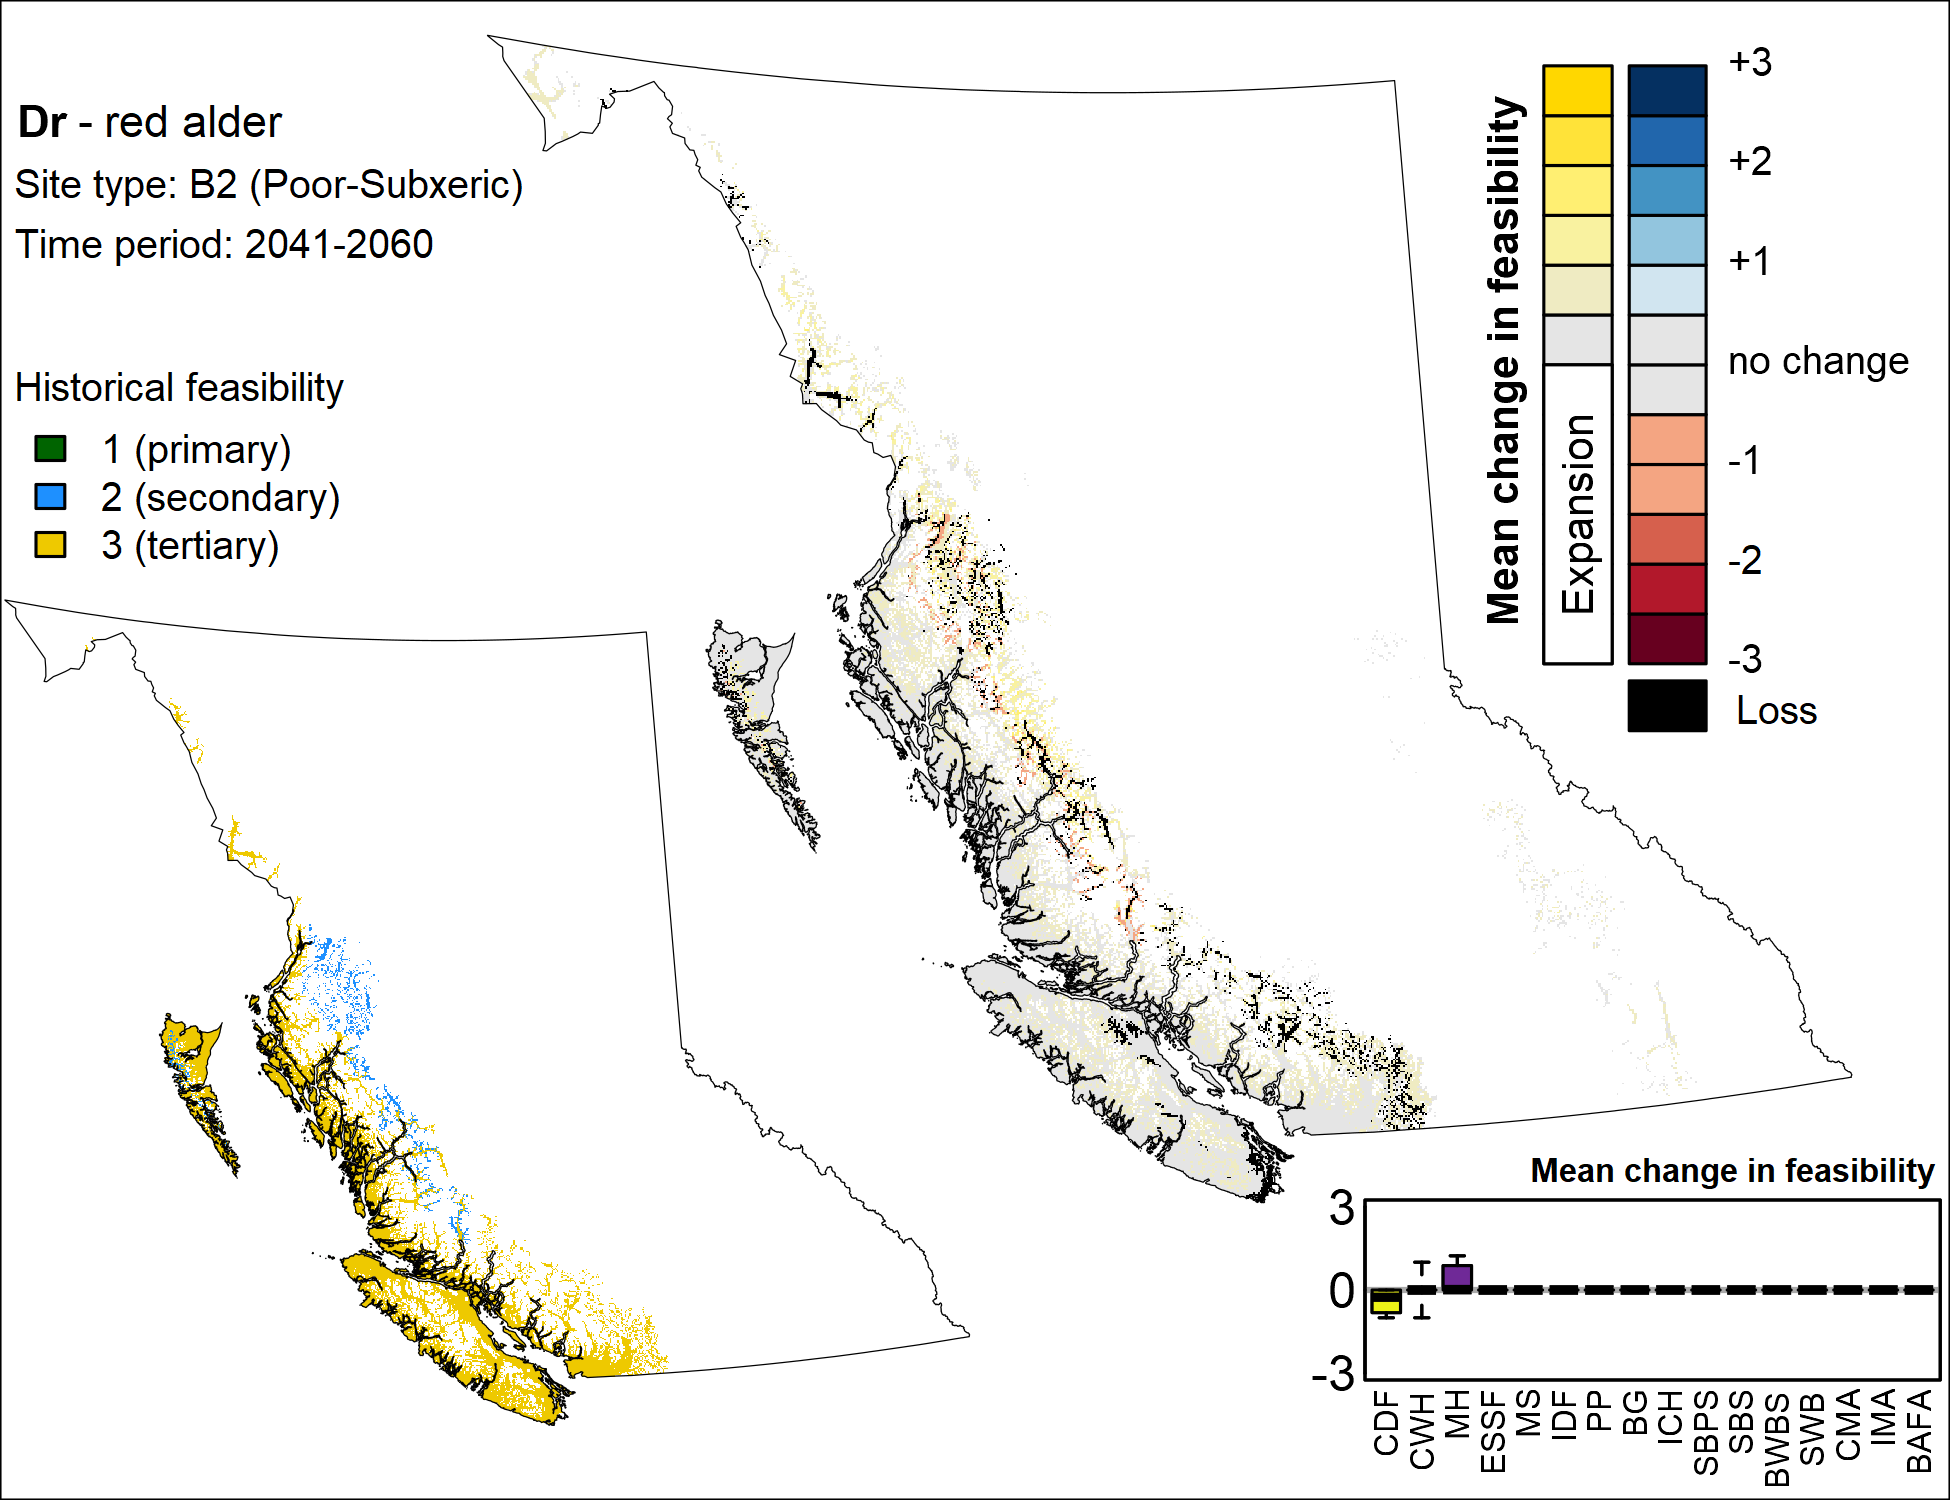 Dr - red alder
Site type: B2 (Poor-Subxeric)
Time period: 2041-2060
Historical feasibility
1 (primary)
2 (secondary)
3 (tertiary)
Mean change in feasibility
Expansion
+3
+2
+1
no change
-1
-2
-3
Loss
Mean change in feasibility
3
0
-3
CDF
CWH
MH
ESSF
MS
IDF
PP
BG
ICH
SBPS
SBS
BWBS
SWB
CMA
IMA
BAFA